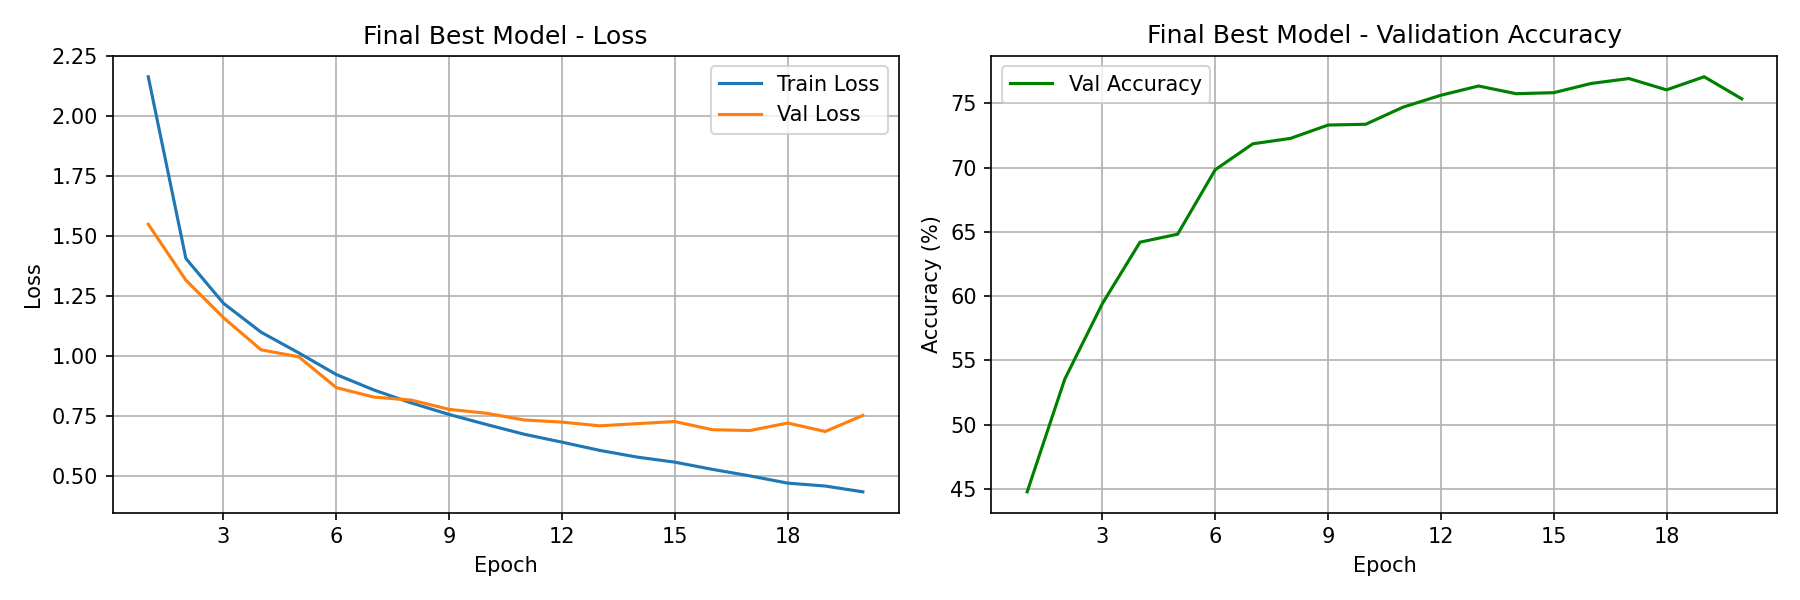 Final Best Model - Loss
Train Loss
Val Loss
2.25
2.00
1.75
1.50
1.25
1.00
0.75
0.50
Loss
3 6 9 12 15 18
Epoch
Final Best Model - Validation Accuracy
Val Accuracy
75
70
65
60
55
50
45
Accuracy (%)
3 6 9 12 15 18
Epoch